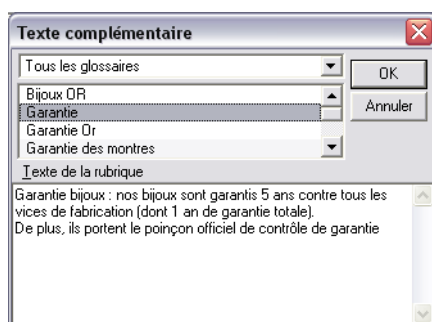 Texte complémentaire
Tous les glossaires
OK
Bijoux OR
Garantie
Annuler
Garantie Or
Garantie des montres
Texte de la rubrique
Garantie bijoux : nos bijoux sont garantis 5 ans contre tous les
vices de fabrication (dont 1 an de garantie totale).
De plus, ils portent le poinçon officiel de contrôle de garantie